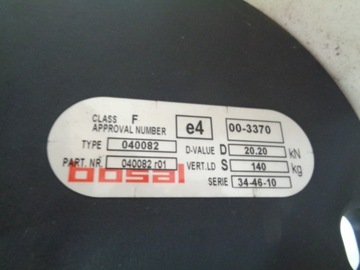 CLASS F e4 00-3370
APPROVAL NUMBER
TYPE 040082 D-VALUE D 20,20 kN
PART. NR. 040082 r01 VERT.LD S 140 kg
bosal SERIE 34-46-10